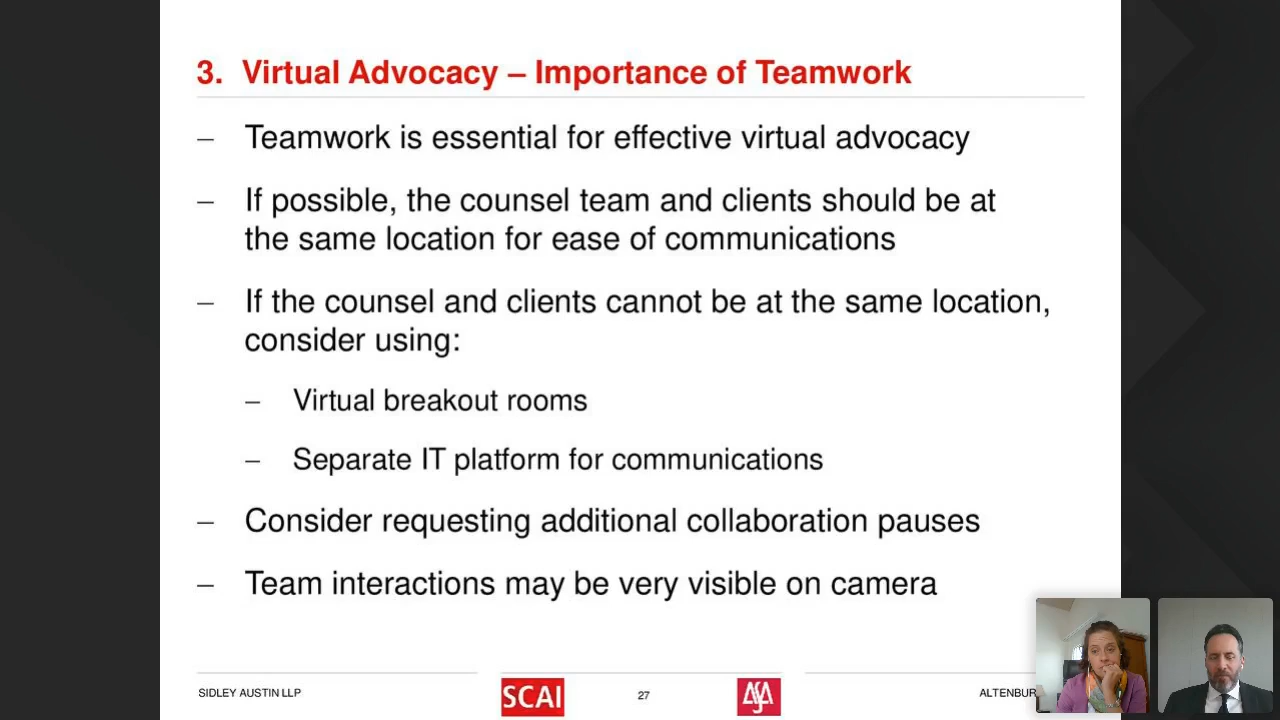 3. Virtual Advocacy – Importance of Teamwork
– Teamwork is essential for effective virtual advocacy
– If possible, the counsel team and clients should be at
the same location for ease of communications
– If the counsel and clients cannot be at the same location,
consider using:
– Virtual breakout rooms
– Separate IT platform for communications
– Consider requesting additional collaboration pauses
– Team interactions may be very visible on camera
SIDLEY AUSTIN LLP
SCAI
27
ASA